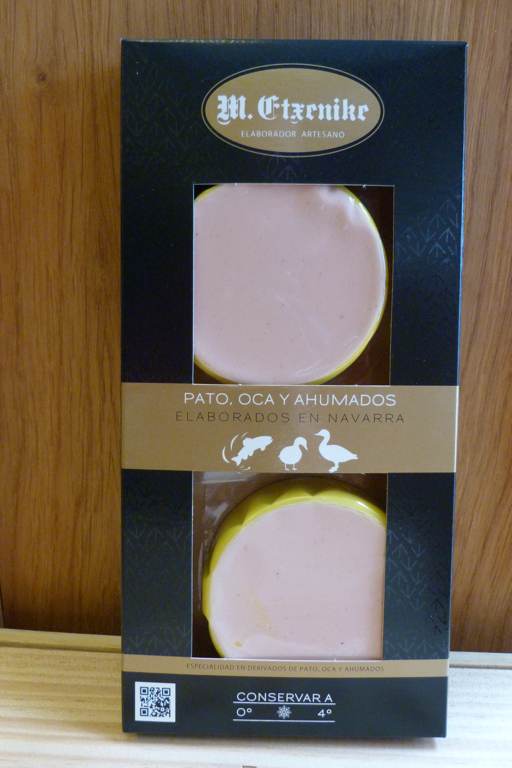 M. Etxenike
ELABORADOR ARTESANO
PATO, OCA Y AHUMADOS
ELABORADOS EN NAVARRA
ESPECIALIDAD EN DERIVADOS DE PATO, OCA Y AHUMADOS
CONSERVAR A
0° 4°